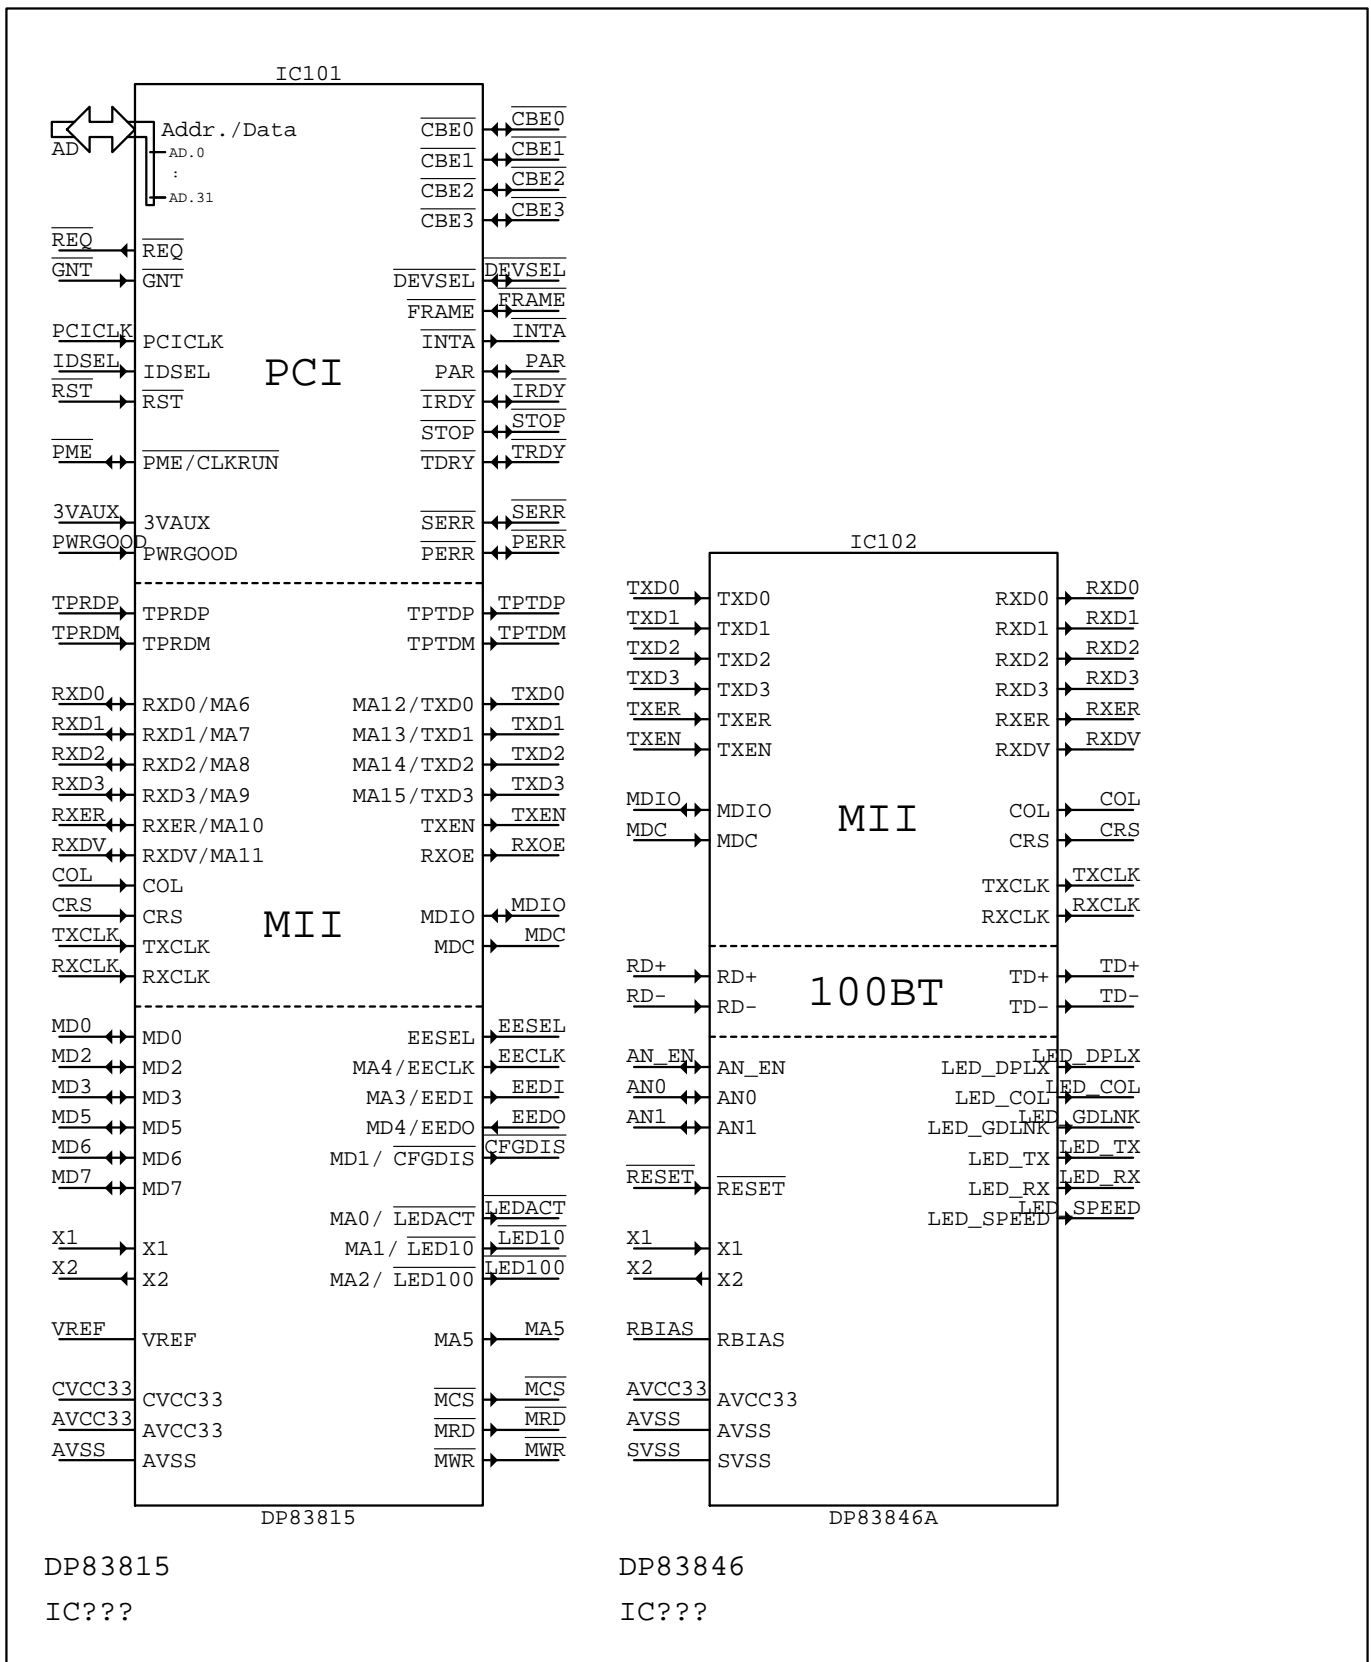 IC101
Addr./Data CBE0 CBE0
AD AD.0 CBE1 CBE1
:
CBE2 CBE2
AD.31
CBE3 CBE3
REQ REQ
GNT GNT DEVSEL DEVSEL
FRAME FRAME
PCICLK PCICLK INTA INTA
IDSEL IDSEL PCI PAR PAR
RST RST IRDY IRDY
STOP STOP
PME PME/CLKRUN TDRY TRDY
3VAUX 3VAUX SERR SERR
PWRGOOD PWRGOOD PERR PERR
TPRDP TPRDP TPTDP TPTDP
TPRDM TPRDM TPTDM TPTDM
RXD0 RXD0/MA6 MA12/TXD0 TXD0
RXD1 RXD1/MA7 MA13/TXD1 TXD1
RXD2 RXD2/MA8 MA14/TXD2 TXD2
RXD3 RXD3/MA9 MA15/TXD3 TXD3
RXER RXER/MA10 TXEN TXEN
RXDV RXDV/MA11 RXOE RXOE
COL COL
CRS CRS MII MDIO MDIO
TXCLK TXCLK MDC MDC
RXCLK RXCLK
MD0 MD0 EESEL EESEL
MD2 MD2 MA4/EECLK EECLK
MD3 MD3 MA3/EEDI EEDI
MD5 MD5 MD4/EEDO EEDO
MD6 MD6 MD1/ CFGDIS CFGDIS
MD7 MD7
MA0/ LEDACT LEDACT
X1 X1 MA1/ LED10 LED10
X2 X2 MA2/ LED100 LED100
VREF VREF MA5 MA5
CVCC33 CVCC33 MCS MCS
AVCC33 AVCC33 MRD MRD
AVSS AVSS MWR MWR
DP83815
DP83815
IC???
IC102
TXD0 TXD0 RXD0 RXD0
TXD1 TXD1 RXD1 RXD1
TXD2 TXD2 RXD2 RXD2
TXD3 TXD3 RXD3 RXD3
TXER TXER RXER RXER
TXEN TXEN RXDV RXDV
MDIO MDIO MII COL COL
MDC MDC CRS CRS
TXCLK TXCLK
RXCLK RXCLK
RD+ RD+ 100BT TD+ TD+
RD- RD- TD- TD-
AN_EN AN_EN LED_DPLX LED_DPLX
AN0 AN0 LED_COL LED_COL
AN1 AN1 LED_GDLNK LED_GDLNK
LED_TX LED_TX
RESET RESET LED_RX LED_RX
LED_SPEED LED_SPEED
X1 X1
X2 X2
RBIAS RBIAS
AVCC33 AVCC33
AVSS AVSS
SVSS SVSS
DP83846A
DP83846
IC???